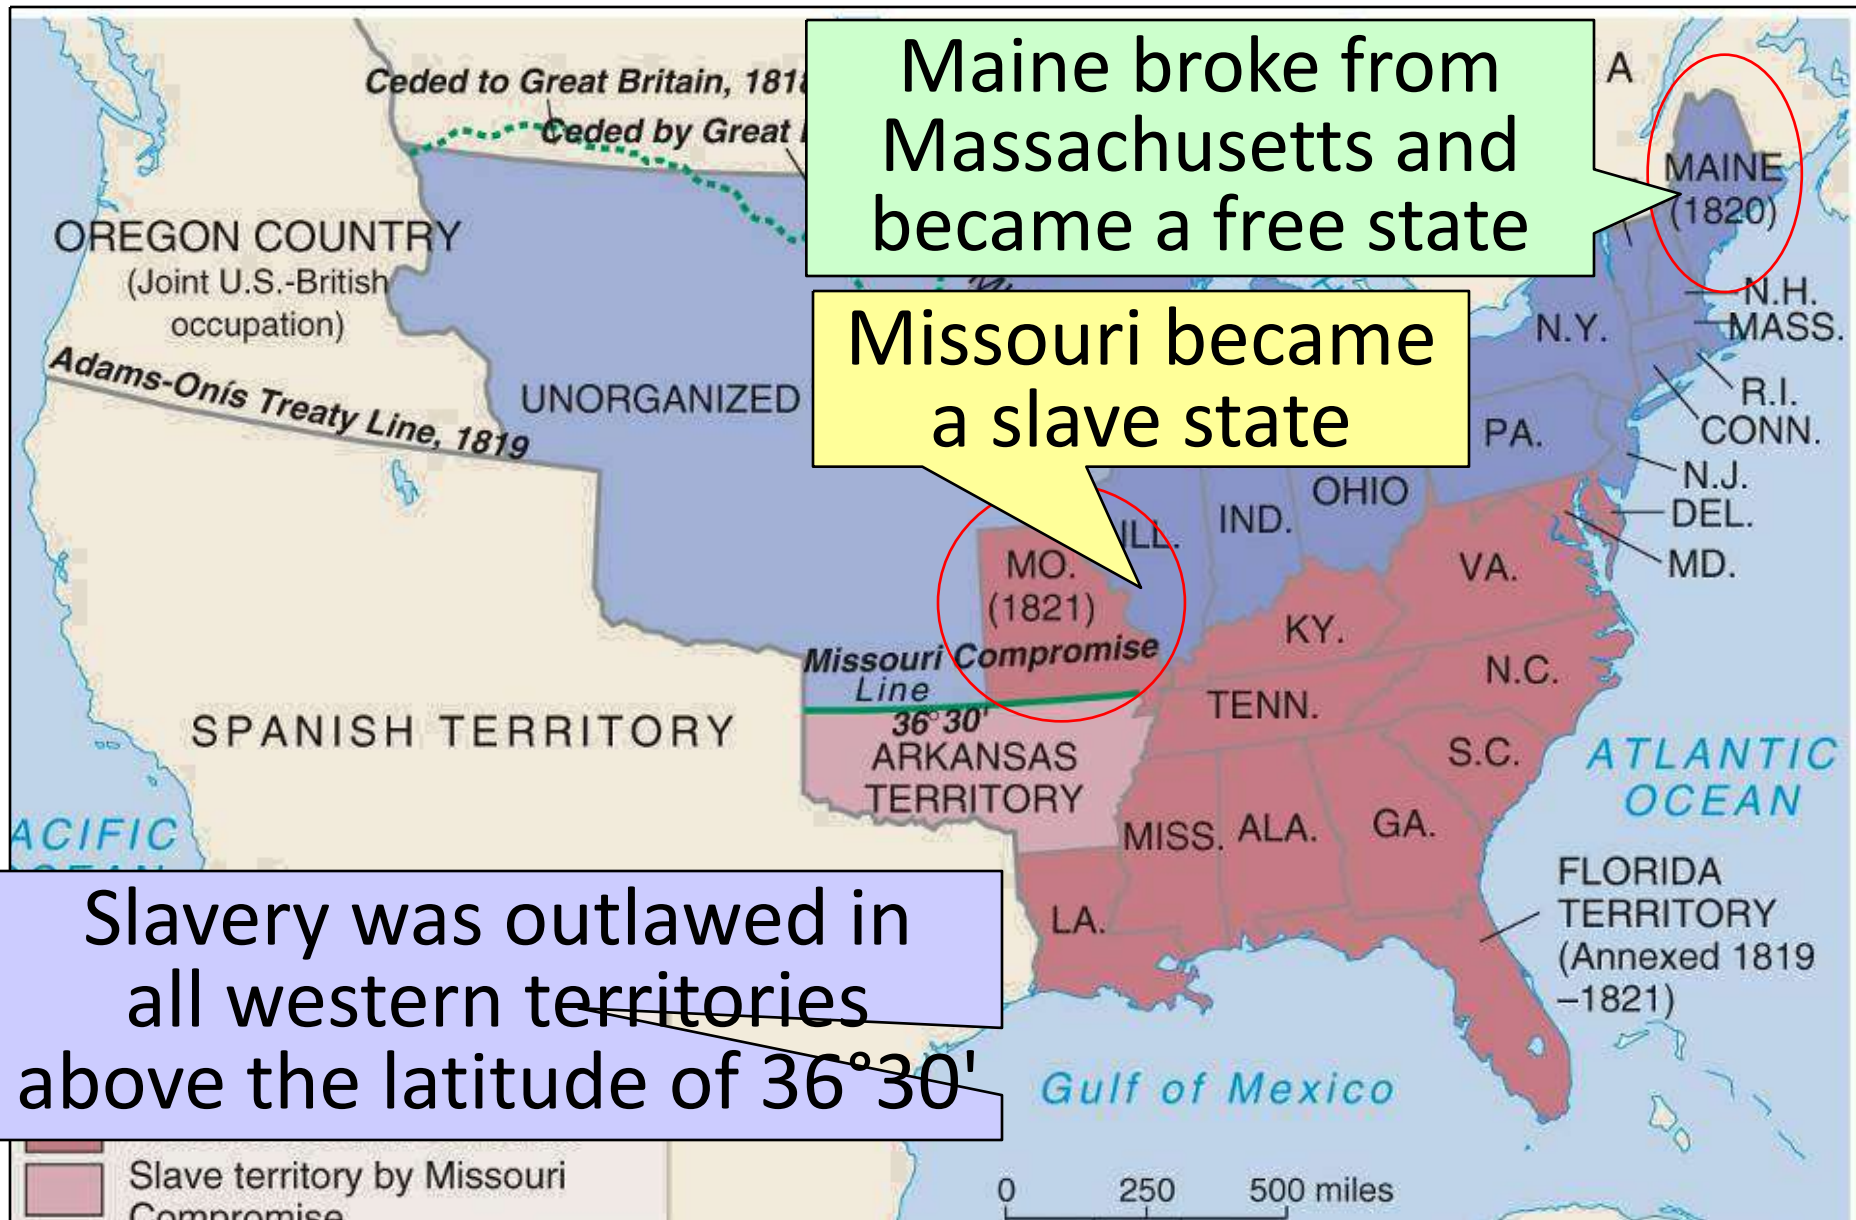 Ceded to Great Britain, 1818
Ceded by Great
Maine broke from
Massachusetts and
became a free state
A
MAINE
(1820)
OREGON COUNTRY
(Joint U.S.-British
occupation)
Adams-Onís Treaty Line, 1819
UNORGANIZED
Missouri became
a slave state
N.H.
MASS.
N.Y.
R.I.
CONN.
PA.
N.J.
DEL.
MD.
OHIO
IND.
ILL.
MO.
(1821)
VA.
KY.
Missouri Compromise
Line
36°30'
N.C.
TENN.
SPANISH TERRITORY
ARKANSAS
TERRITORY
S.C.
ATLANTIC
OCEAN
MISS.
ALA.
GA.
ACIFIC
OCEAN
LA.
FLORIDA
TERRITORY
(Annexed 1819
–1821)
Slavery was outlawed in
all western territories
above the latitude of 36°30'
Gulf of Mexico
Slave territory by Missouri
Compromise
0 250 500 miles